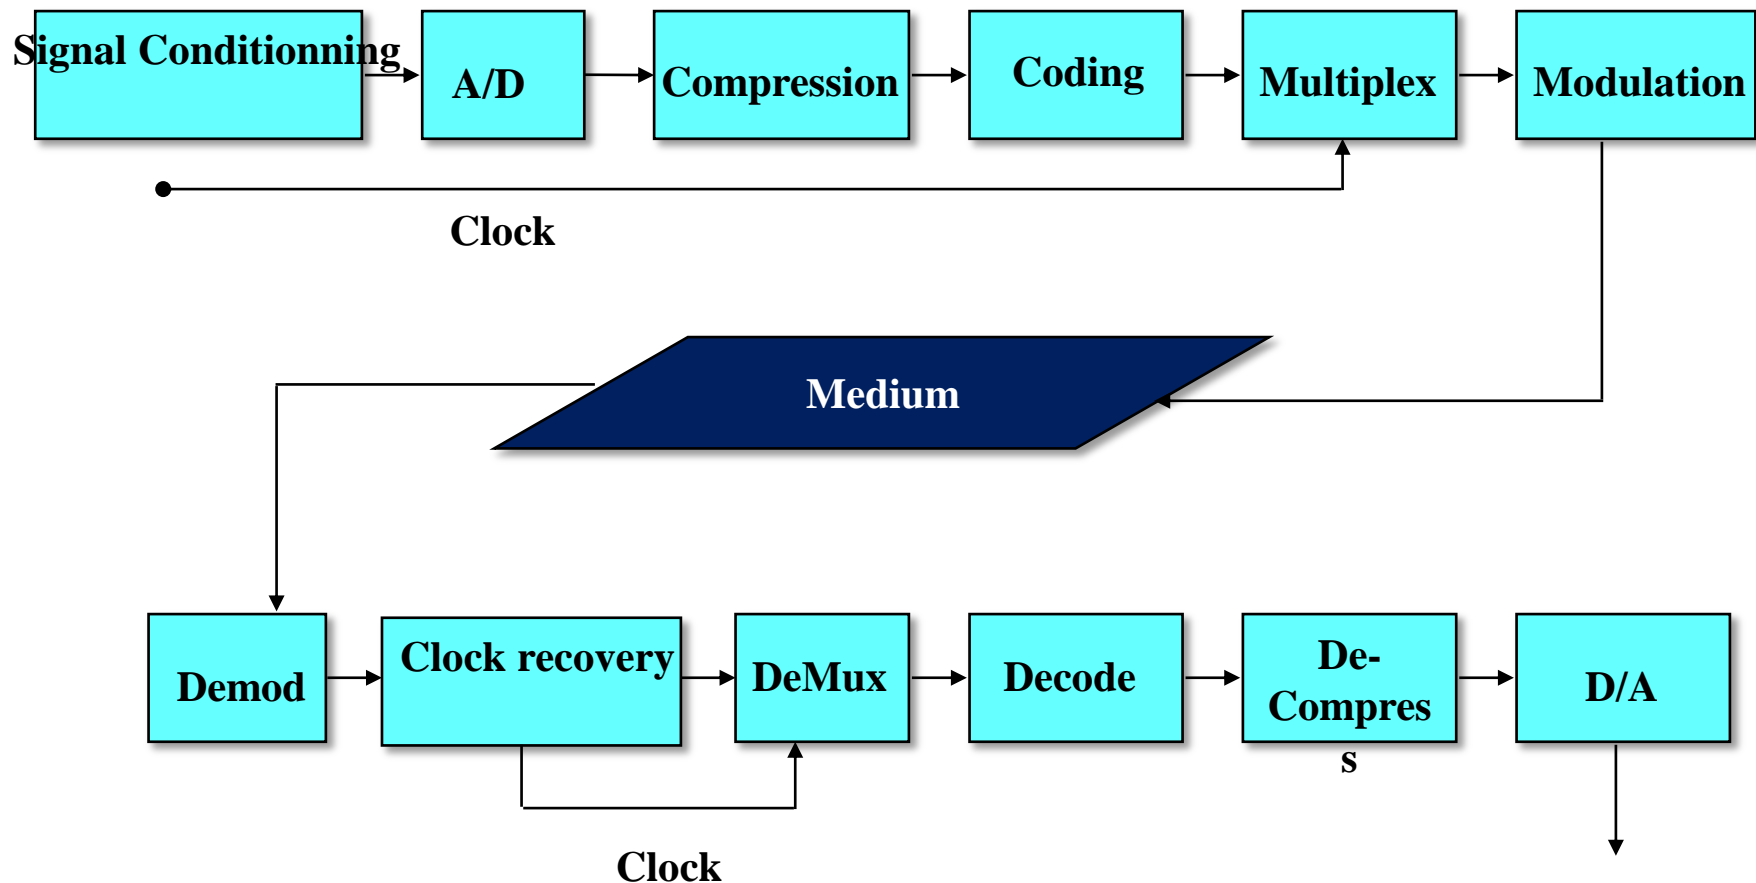 Signal Conditionning
A/D
Compression
Coding
Multiplex
Modulation
Clock
Medium
Demod
Clock recovery
DeMux
Decode
De-
Compres
s
D/A
Clock